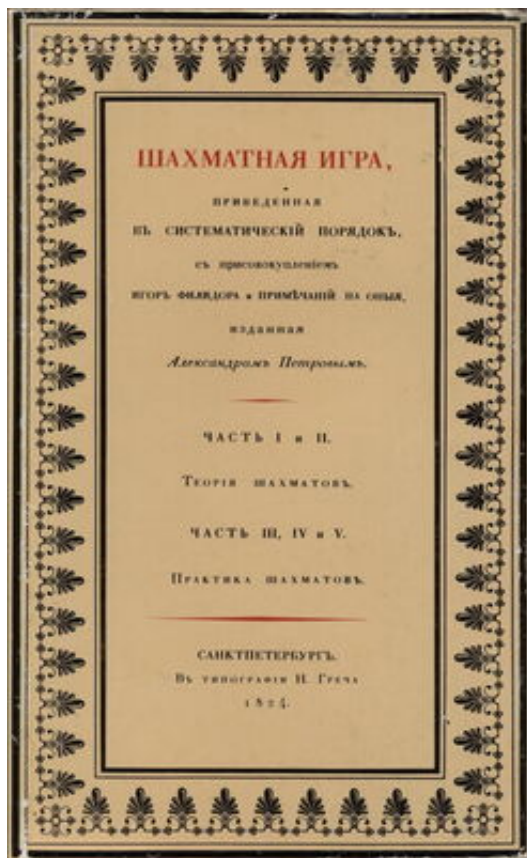 ШАХМАТНАЯ ИГРА,
ПРИВЕДЕННАЯ
ВЪ СИСТЕМАТИЧЕСКІЙ ПОРЯДОКЪ,
съ присовокупленіемъ
ИГОРЪ ФИЛИДОРА и ПРИМѢЧАНІЙ НА ОНЫЯ,
изданная
Александромъ Петровымъ.
ЧАСТЬ I и II.
Теорія шахматовъ.
ЧАСТЬ III, IV и V.
Практика шахматовъ.
САНКТПЕТЕРБУРГЪ.
Въ типографіи Н. Греча
1824.